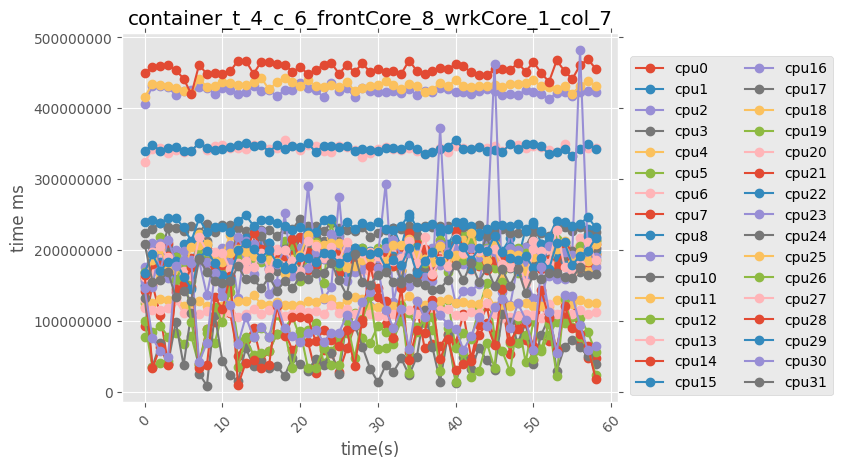 container_t_4_c_6_frontCore_8_wrkCore_1_col_7
time ms
500000000
400000000
300000000
200000000
100000000
0
0
10
20
30
40
50
60
time(s)
cpu0
cpu1
cpu2
cpu3
cpu4
cpu5
cpu6
cpu7
cpu8
cpu9
cpu10
cpu11
cpu12
cpu13
cpu14
cpu15
cpu16
cpu17
cpu18
cpu19
cpu20
cpu21
cpu22
cpu23
cpu24
cpu25
cpu26
cpu27
cpu28
cpu29
cpu30
cpu31